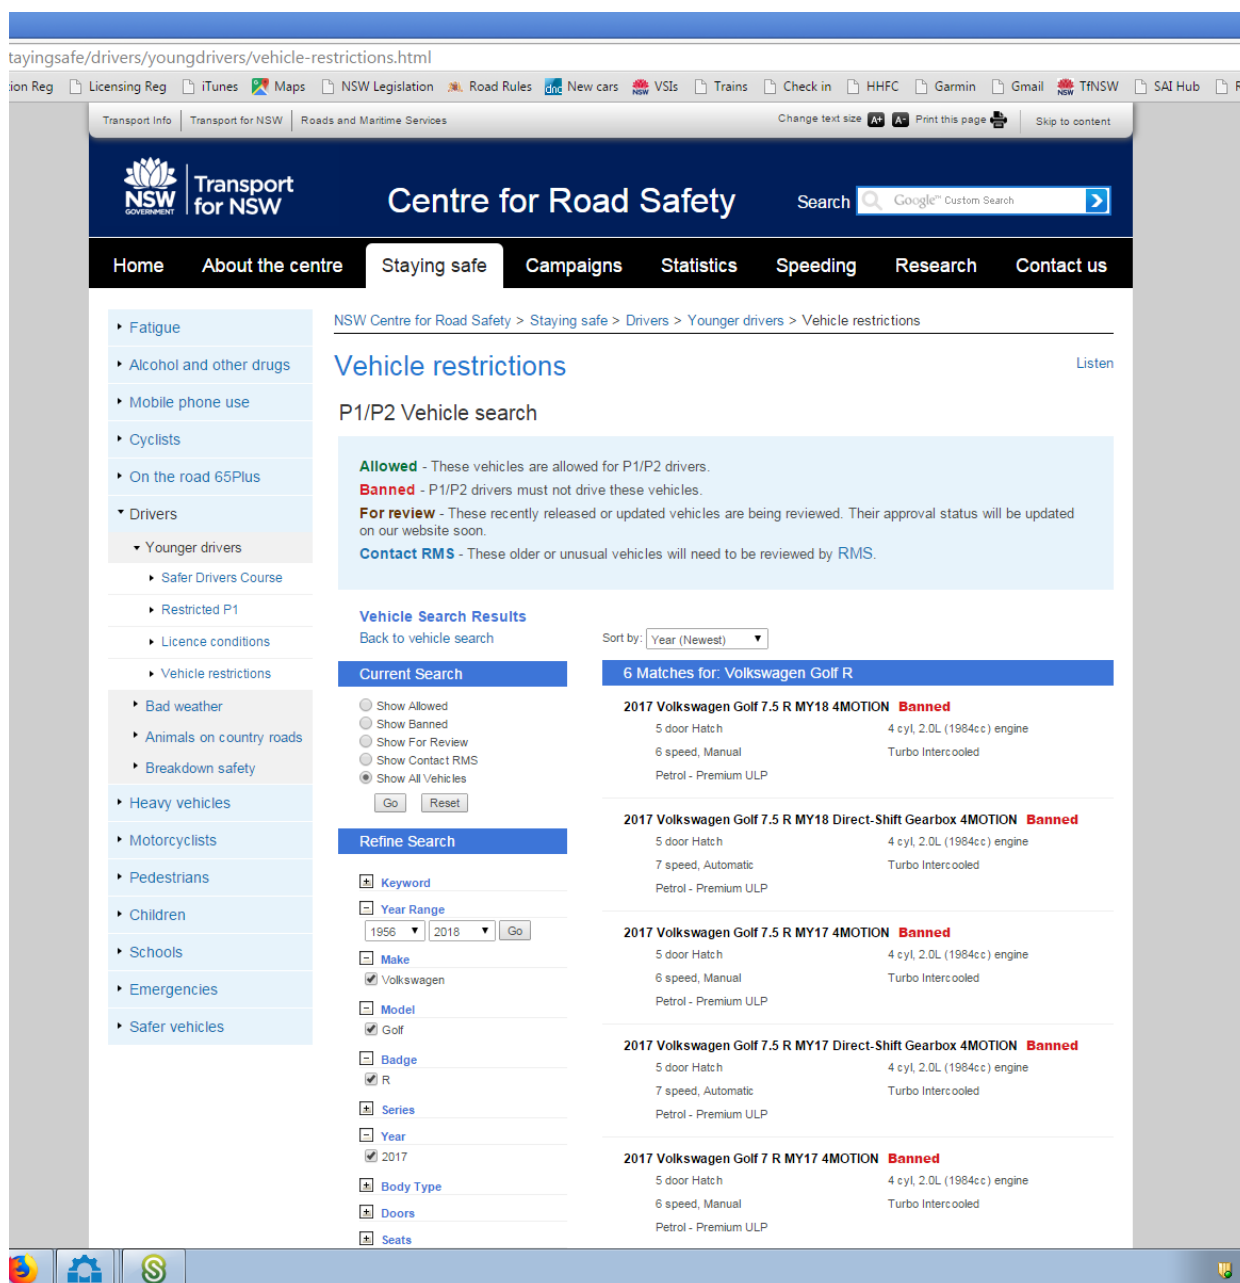 tayingsafe/drivers/youngdrivers/vehicle-restrictions.html
ion Reg Licensing Reg iTunes Maps NSW Legislation Road Rules dnc New cars VSIs Trains Check in HHFC Garmin Gmail TfNSW SAI Hub
Transport Info Transport for NSW Roads and Maritime Services Change text size A+ A- Print this page Skip to content
NSW GOVERNMENT
Transport
for NSW
Centre for Road Safety
Search Google™ Custom Search
Home About the centre Staying safe Campaigns Statistics Speeding Research Contact us
Fatigue
Alcohol and other drugs
Mobile phone use
Cyclists
On the road 65Plus
Drivers
Younger drivers
Safer Drivers Course
Restricted P1
Licence conditions
Vehicle restrictions
Bad weather
Animals on country roads
Breakdown safety
Heavy vehicles
Motorcyclists
Pedestrians
Children
Schools
Emergencies
Safer vehicles
NSW Centre for Road Safety > Staying safe > Drivers > Younger drivers > Vehicle restrictions
Vehicle restrictions
Listen
P1/P2 Vehicle search
Allowed - These vehicles are allowed for P1/P2 drivers.
Banned - P1/P2 drivers must not drive these vehicles.
For review - These recently released or updated vehicles are being reviewed. Their approval status will be updated
on our website soon.
Contact RMS - These older or unusual vehicles will need to be reviewed by RMS.
Vehicle Search Results
Back to vehicle search
Sort by: Year (Newest)
Current Search
Show Allowed
Show Banned
Show For Review
Show Contact RMS
Show All Vehicles
Go Reset
Refine Search
Keyword
Year Range
1956 2018 Go
Make
Volkswagen
Model
Golf
Badge
R
Series
Year
2017
Body Type
Doors
Seats
6 Matches for: Volkswagen Golf R
2017 Volkswagen Golf 7.5 R MY18 4MOTION Banned
5 door Hatch 4 cyl, 2.0L (1984cc) engine
6 speed, Manual Turbo Intercooled
Petrol - Premium ULP
2017 Volkswagen Golf 7.5 R MY18 Direct-Shift Gearbox 4MOTION Banned
5 door Hatch 4 cyl, 2.0L (1984cc) engine
7 speed, Automatic Turbo Intercooled
Petrol - Premium ULP
2017 Volkswagen Golf 7.5 R MY17 4MOTION Banned
5 door Hatch 4 cyl, 2.0L (1984cc) engine
6 speed, Manual Turbo Intercooled
Petrol - Premium ULP
2017 Volkswagen Golf 7.5 R MY17 Direct-Shift Gearbox 4MOTION Banned
5 door Hatch 4 cyl, 2.0L (1984cc) engine
7 speed, Automatic Turbo Intercooled
Petrol - Premium ULP
2017 Volkswagen Golf 7 R MY17 4MOTION Banned
5 door Hatch 4 cyl, 2.0L (1984cc) engine
6 speed, Manual Turbo Intercooled
Petrol - Premium ULP